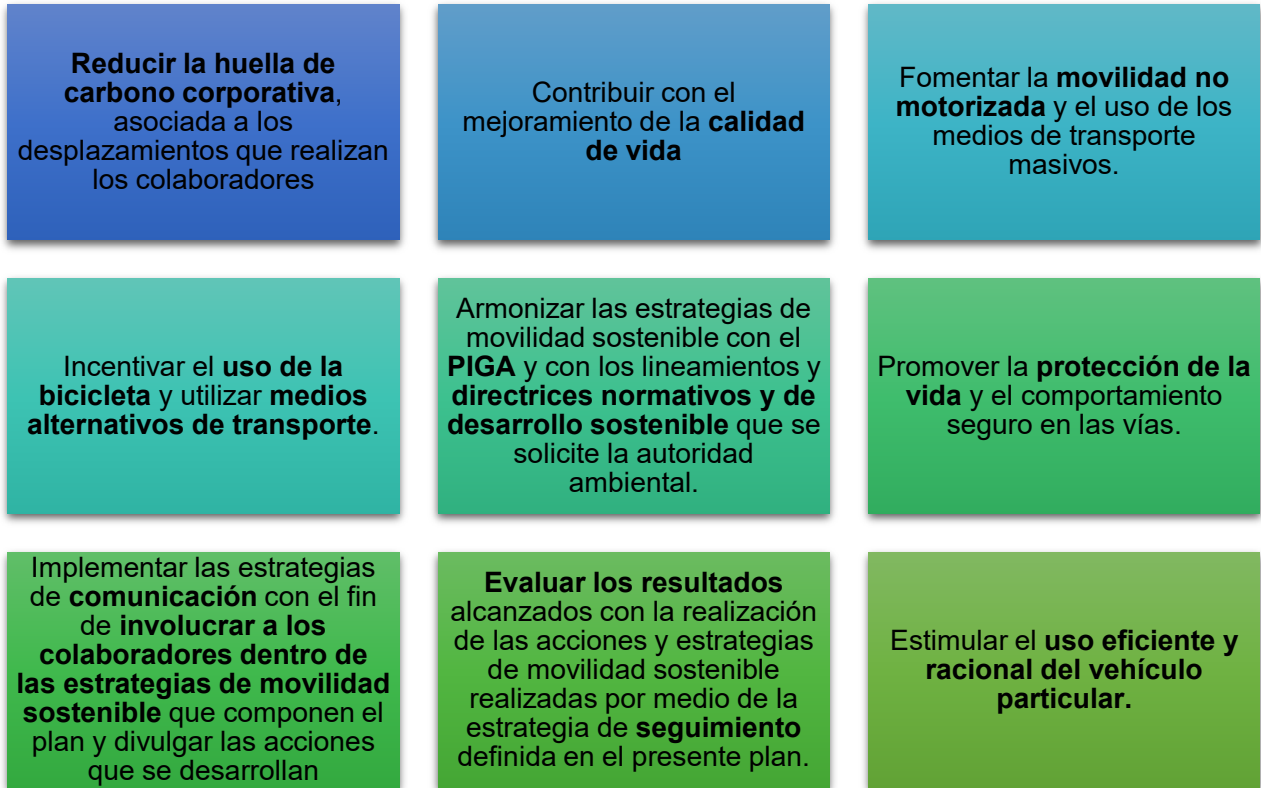 Reducir la huella de
carbono corporativa,
asociada a los
desplazamientos que realizan
los colaboradores
Contribuir con el
mejoramiento de la calidad
de vida
Fomentar la movilidad no
motorizada y el uso de los
medios de transporte
masivos.
Incentivar el uso de la
bicicleta y utilizar medios
alternativos de transporte.
Armonizar las estrategias de
movilidad sostenible con el
PIGA y con los lineamientos y
directrices normativos y de
desarrollo sostenible que se
solicite la autoridad
ambiental.
Promover la protección de la
vida y el comportamiento
seguro en las vías.
Implementar las estrategias
de comunicación con el fin
de involucrar a los
colaboradores dentro de
las estrategias de movilidad
sostenible que componen el
plan y divulgar las acciones
que se desarrollan
Evaluar los resultados
alcanzados con la realización
de las acciones y estrategias
de movilidad sostenible
realizadas por medio de la
estrategia de seguimiento
definida en el presente plan.
Estimular el uso eficiente y
racional del vehículo
particular.